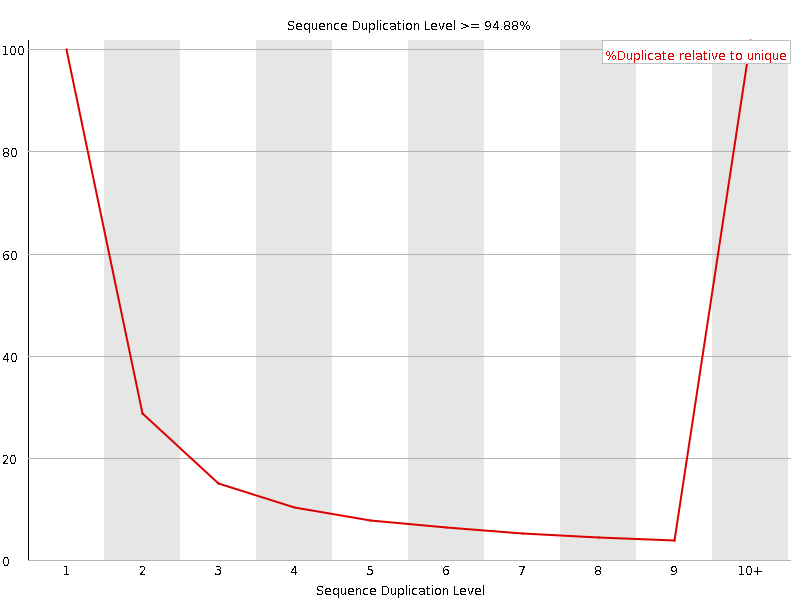 Sequence Duplication Level >= 94.88%
%Duplicate relative to unique
100
80
60
40
20
0
1 2 3 4 5 6 7 8 9 10+
Sequence Duplication Level